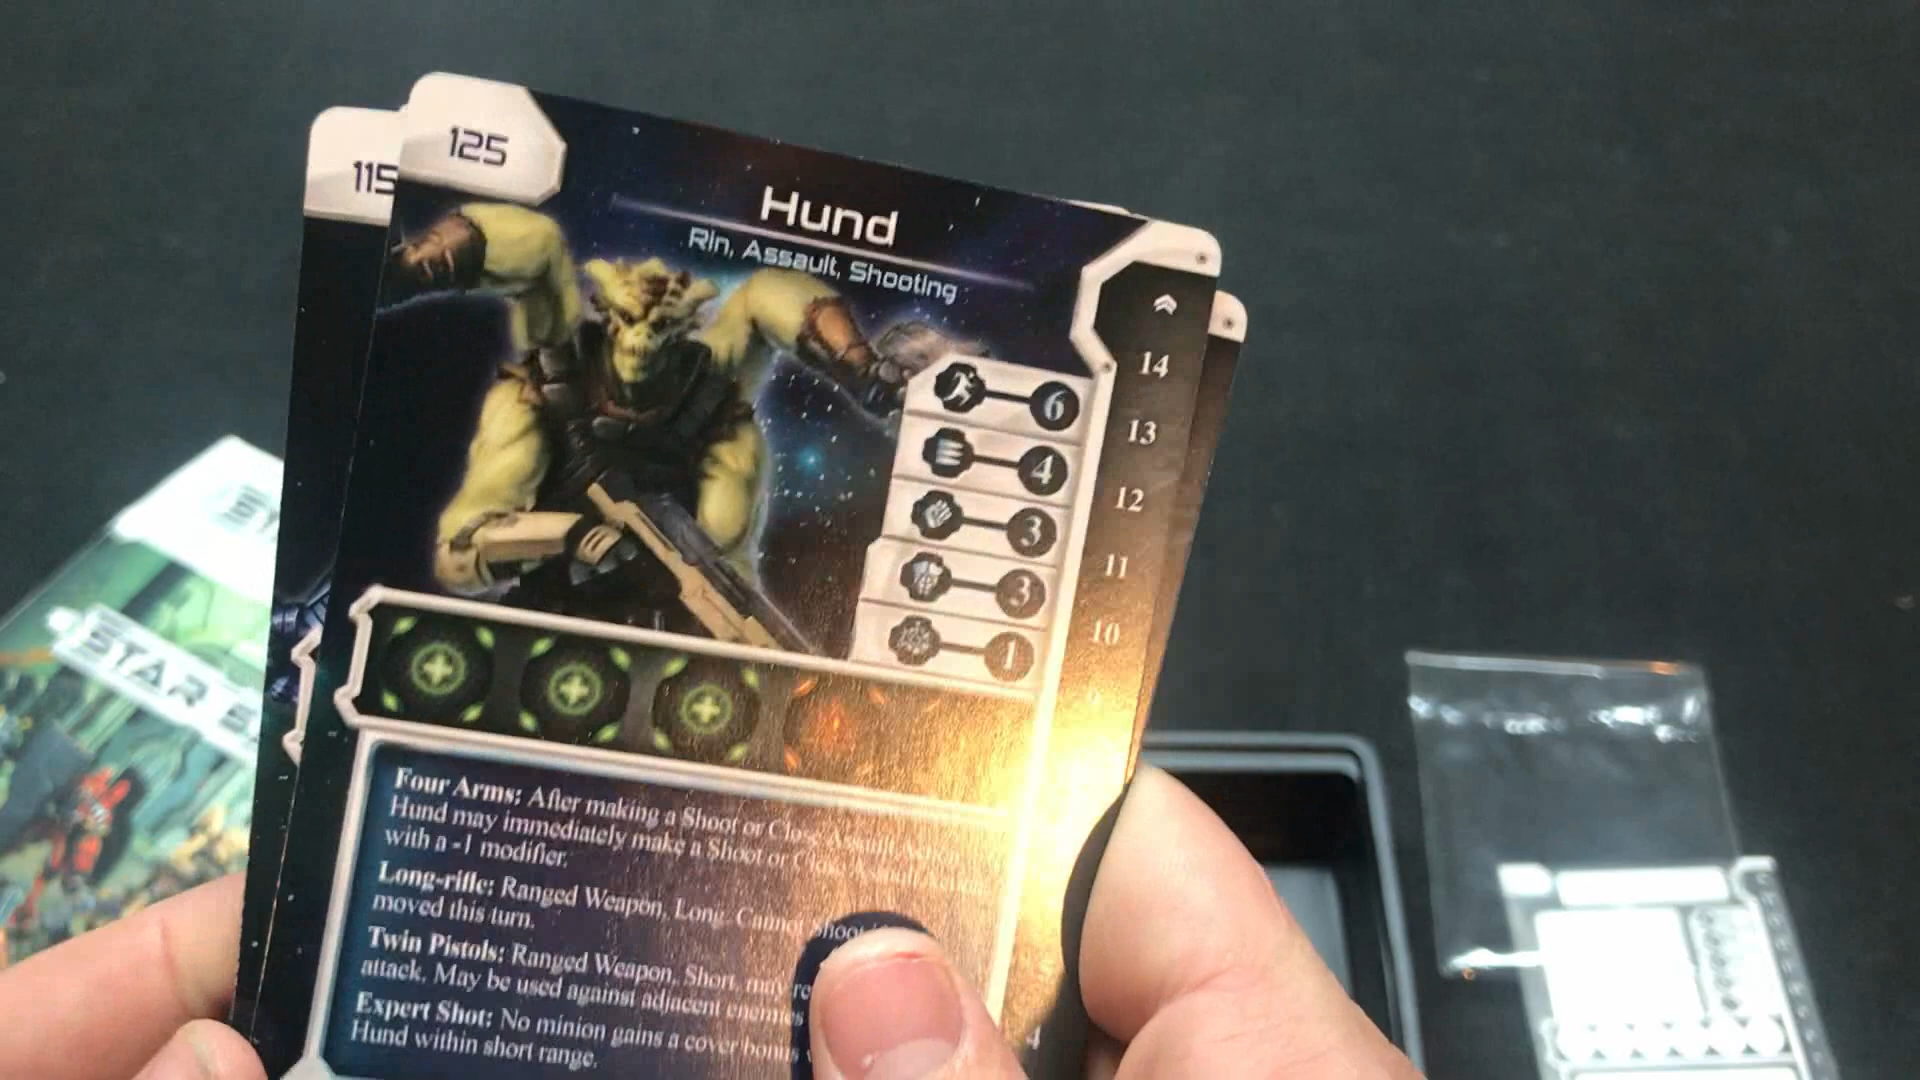 125
115
Hund
Rin, Assault, Shooting
6
4
3
3
1
14
13
12
11
10
4
Four Arms: After making a Shoot or Close Assault Action
Hund may immediately make a Shoot or Close Assault Action
with a -1 modifier.
Long-rifle: Ranged Weapon, Long. Cannot Shoot
moved this turn.
Twin Pistols: Ranged Weapon, Short, may re
attack. May be used against adjacent enemies
Expert Shot: No minion gains a cover bonus
Hund within short range.
STAR S